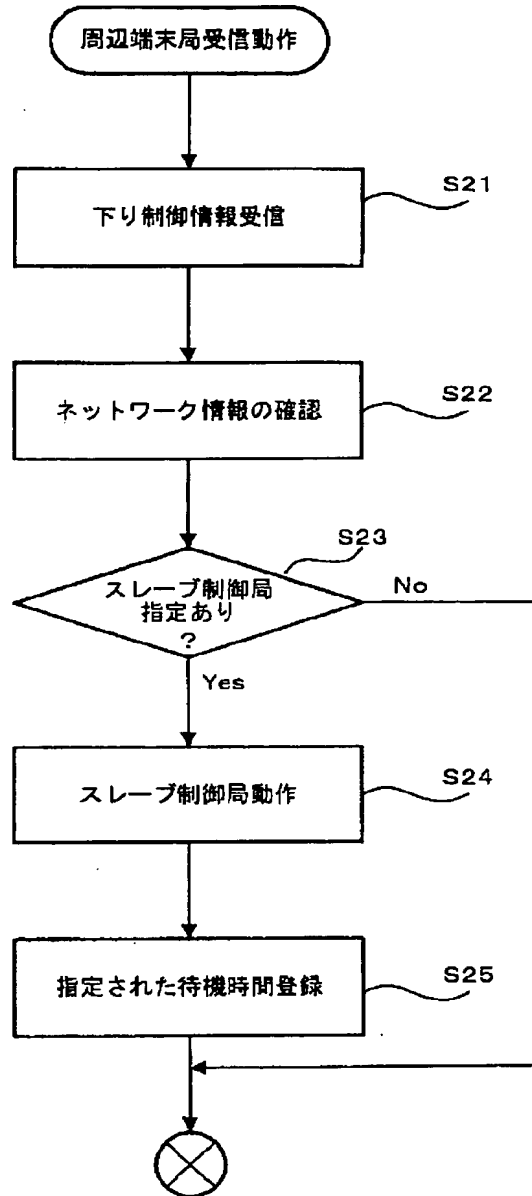 周辺端末局受信動作
S21
下り制御情報受信
S22
ネットワーク情報の確認
S23
スレーブ制御局
指定あり
?
No
Yes
S24
スレーブ制御局動作
S25
指定された待機時間登録